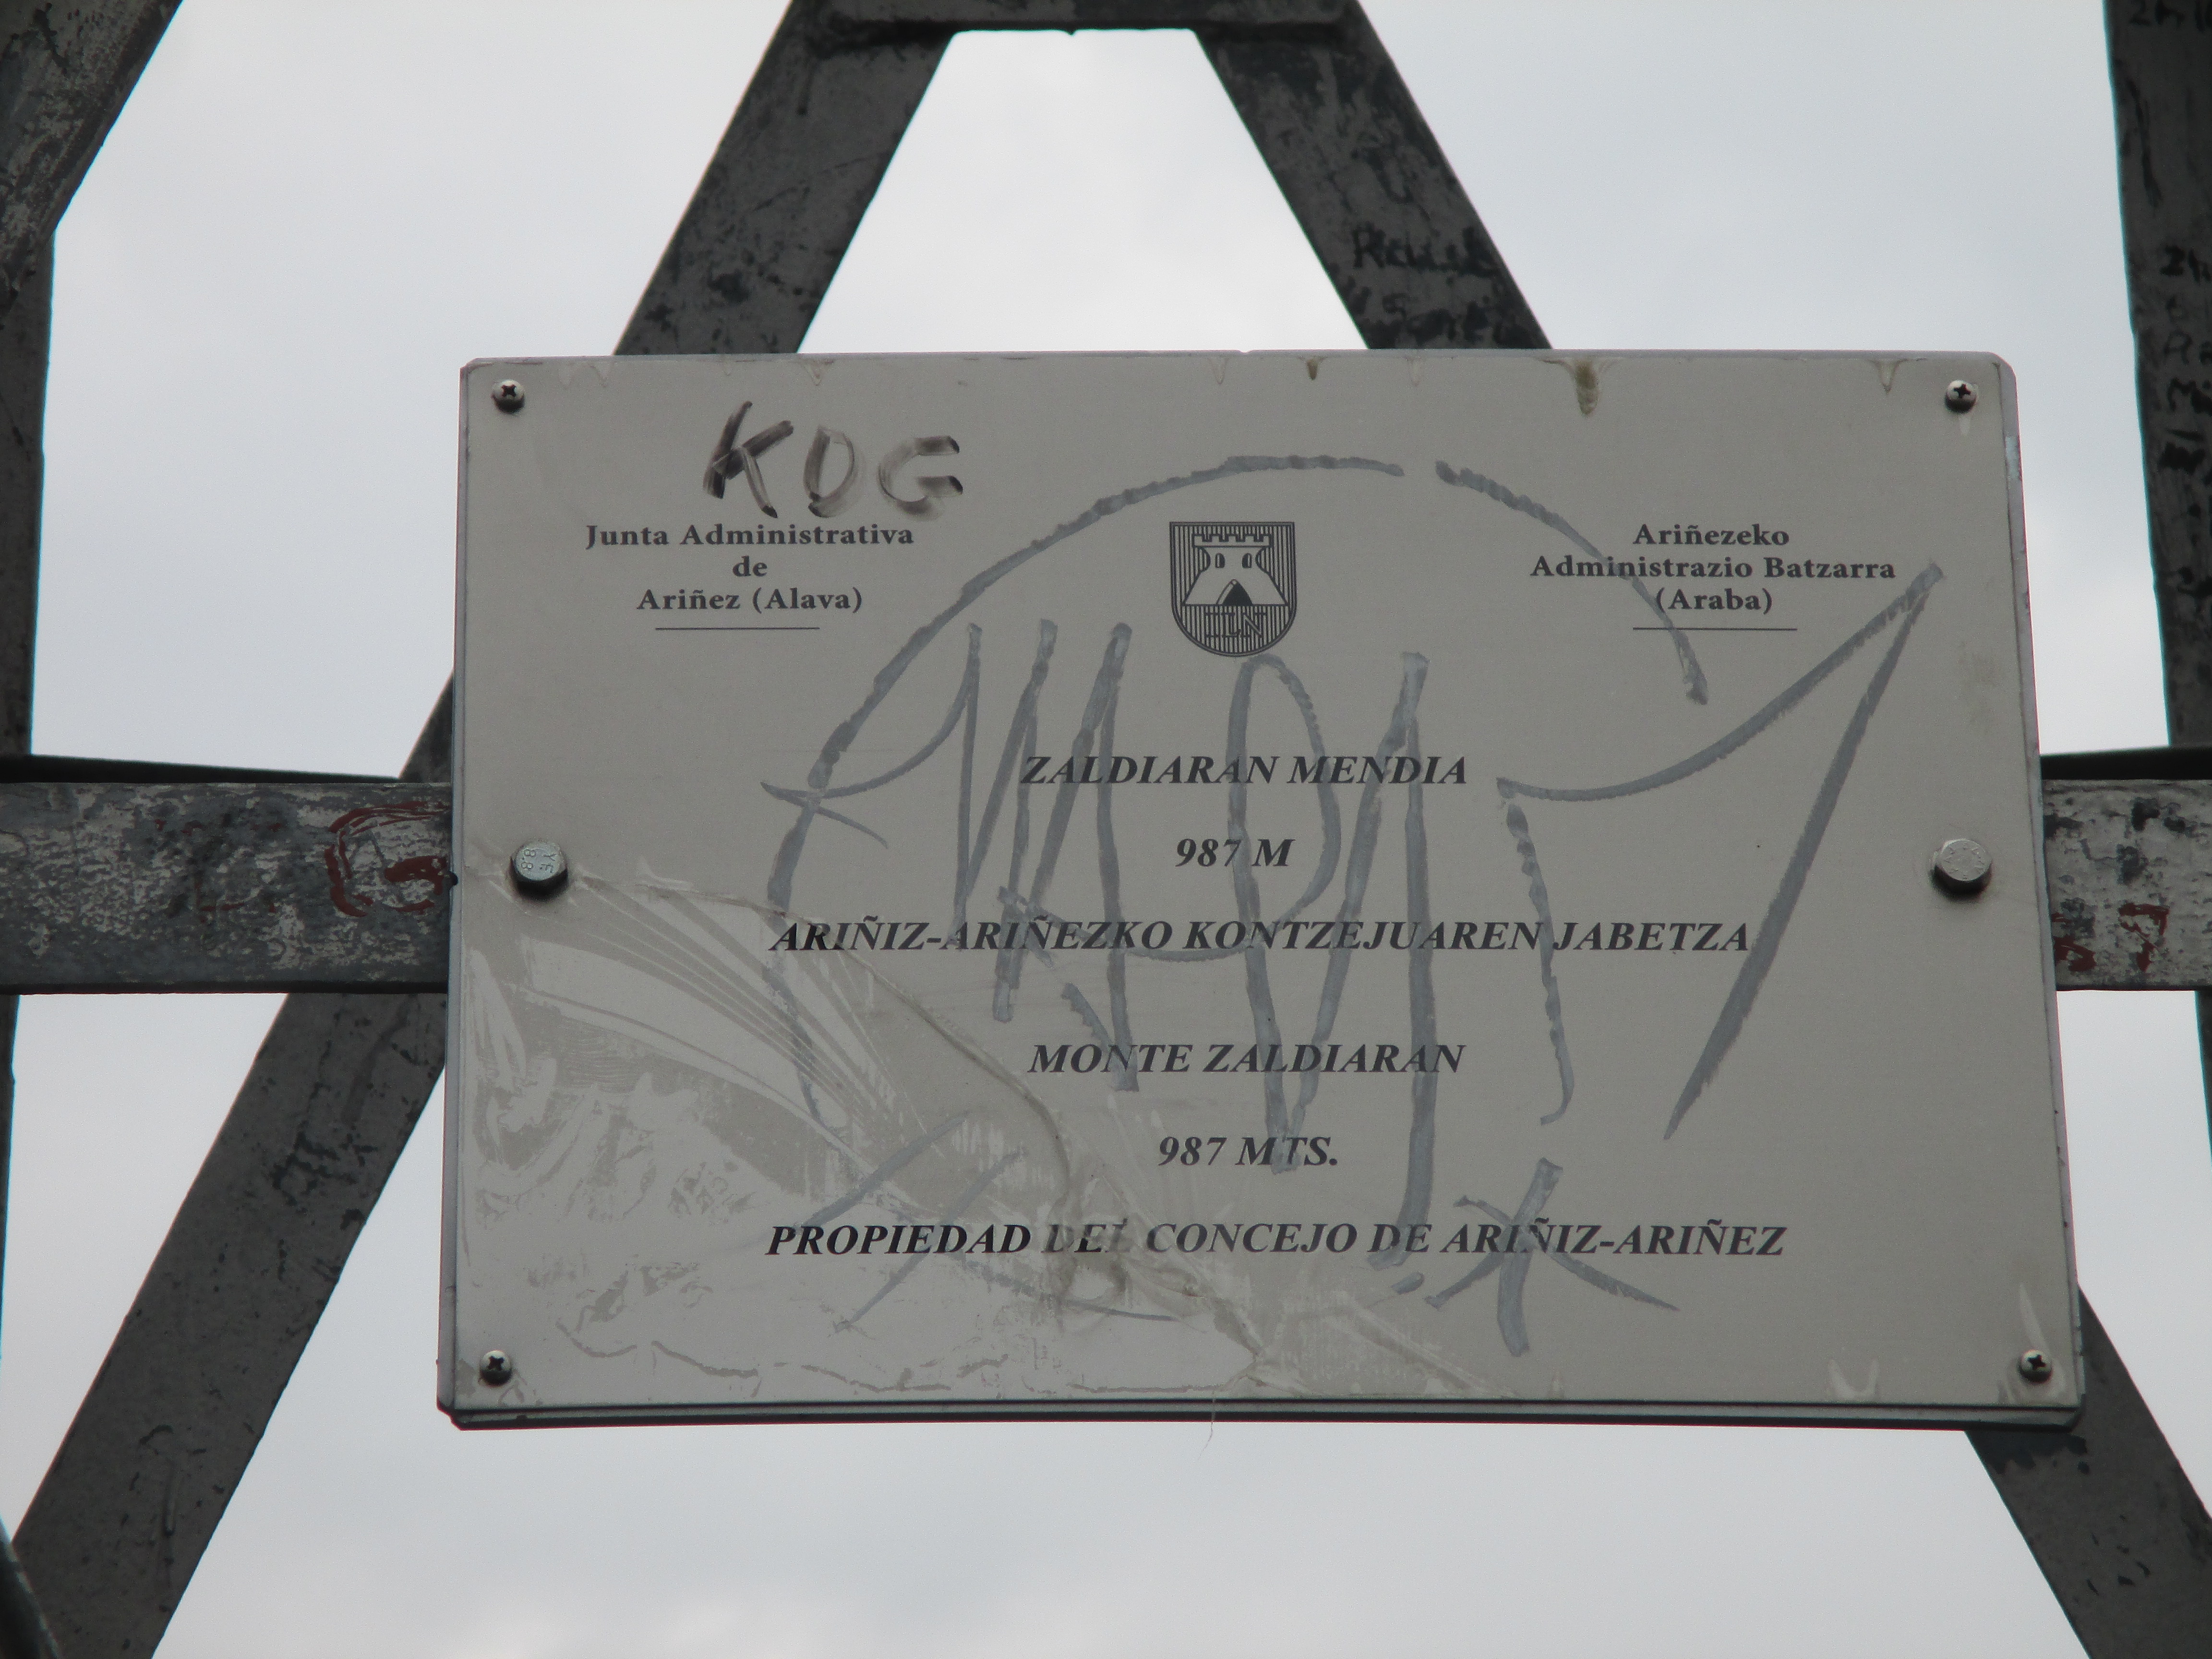 KOG
Junta Administrativa
de
Ariñez (Alava)
Ariñezeko
Administrazio Batzarra
(Araba)
ZALDIARAN MENDIA
987 M
ARIÑIZ-ARIÑEZKO KONTZEJUAREN JABETZA
MONTE ZALDIARAN
987 MTS.
PROPIEDAD DEL CONCEJO DE ARIÑIZ-ARIÑEZ